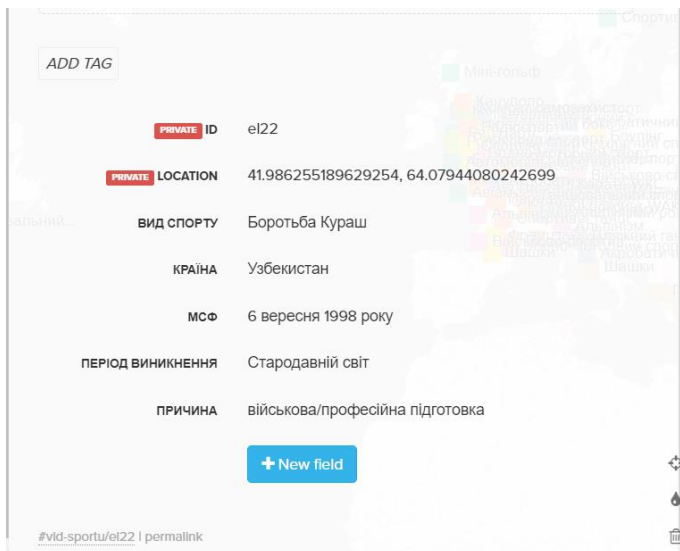 Спортив
ADD TAG
Міні-гольф
PRIVATE ID el22
PRIVATE LOCATION 41.986255189629254, 64.07944080242699
ВИД СПОРТУ Боротьба Кураш
КРАЇНА Узбекистан
МСФ 6 вересня 1998 року
ПЕРІОД ВИНИКНЕННЯ Стародавній світ
Шашки
Шашки
ПРИЧИНА військова/професійна підготовка
+ New field
#vid-sportu/el22 | permalink